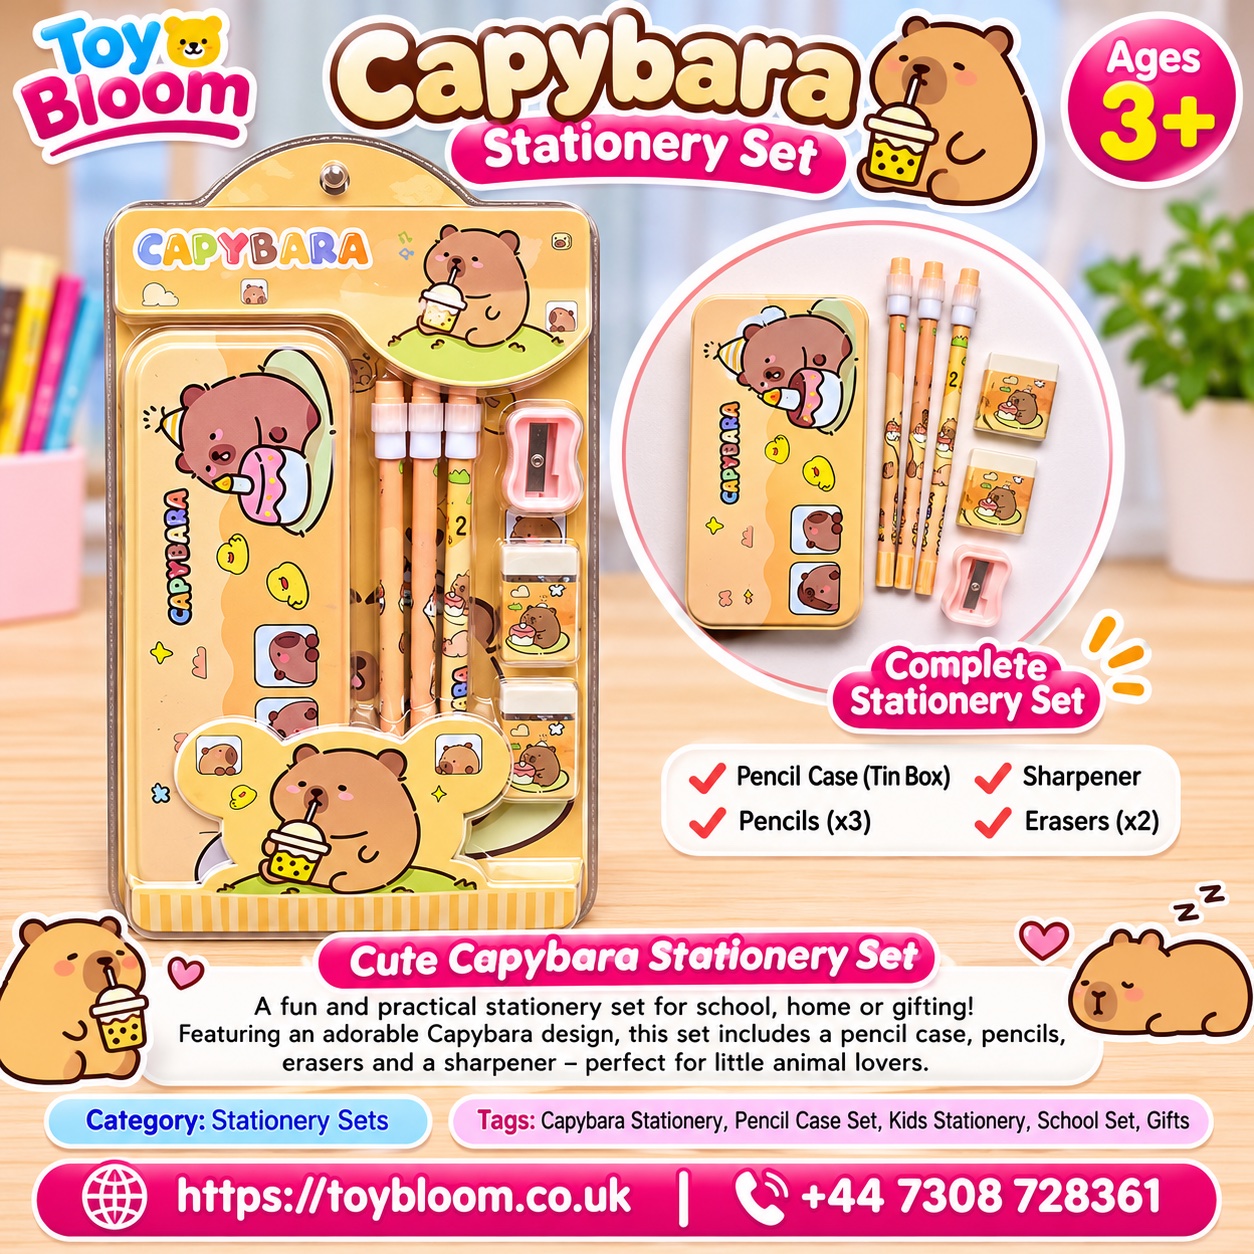 Toy
Bloom
Capybara
Stationery Set
Ages
3+
CAPYBARA
CAPYBARA
2
CAPYBARA
2
Complete
Stationery Set
Pencil Case (Tin Box)
Sharpener
Pencils (x3)
Erasers (x2)
z z z
Cute Capybara Stationery Set
A fun and practical stationery set for school, home or gifting!
Featuring an adorable Capybara design, this set includes a pencil case, pencils,
erasers and a sharpener – perfect for little animal lovers.
Category: Stationery Sets
Tags: Capybara Stationery, Pencil Case Set, Kids Stationery, School Set, Gifts
https://toybloom.co.uk | +44 7308 728361